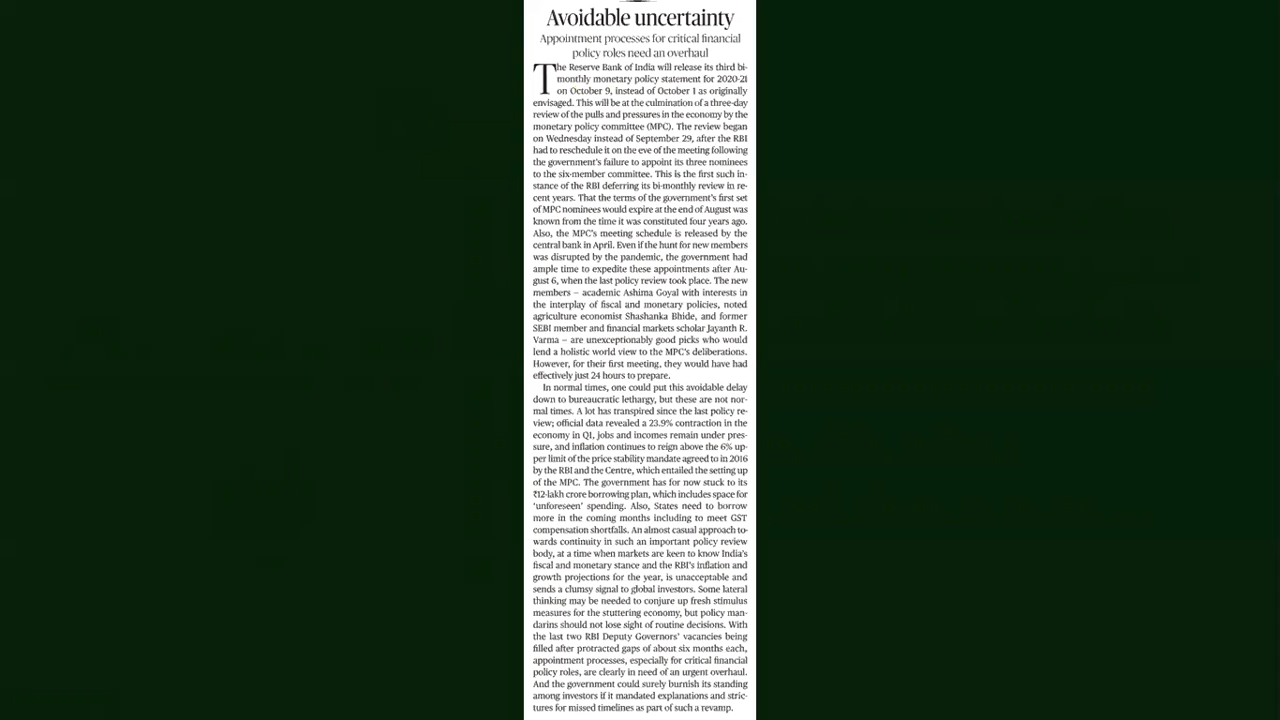 Avoidable uncertainty
Appointment processes for critical financial
policy roles need an overhaul
The Reserve Bank of India will release its third bi-
monthly monetary policy statement for 2020-21
on October 9, instead of October 1 as originally
envisaged. This will be at the culmination of a three-day
review of the pulls and pressures in the economy by the
monetary policy committee (MPC). The review began
on Wednesday instead of September 29, after the RBI
had to reschedule it on the eve of the meeting following
the government's failure to appoint its three nominees
to the six-member committee. This is the first such in-
stance of the RBI deferring its bi-monthly review in re-
cent years. That the terms of the government's first set
of MPC nominees would expire at the end of August was
known from the time it was constituted four years ago.
Also, the MPC's meeting schedule is released by the
central bank in April. Even if the hunt for new members
was disrupted by the pandemic, the government had
ample time to expedite these appointments after Au-
gust 6, when the last policy review took place. The new
members – academic Ashima Goyal with interests in
the interplay of fiscal and monetary policies, noted
agriculture economist Shashanka Bhide, and former
SEBI member and financial markets scholar Jayanth R.
Varma – are unexceptionably good picks who would
lend a holistic world view to the MPC's deliberations.
However, for their first meeting, they would have had
effectively just 24 hours to prepare.
In normal times, one could put this avoidable delay
down to bureaucratic lethargy, but these are not nor-
mal times. A lot has transpired since the last policy re-
view; official data revealed a 23.9% contraction in the
economy in Q1, jobs and incomes remain under pres-
sure, and inflation continues to reign above the 6% up-
per limit of the price stability mandate agreed to in 2016
by the RBI and the Centre, which entailed the setting up
of the MPC. The government has for now stuck to its
₹12-lakh crore borrowing plan, which includes space for
'unforeseen' spending. Also, States need to borrow
more in the coming months including to meet GST
compensation shortfalls. An almost casual approach to-
wards continuity in such an important policy review
body, at a time when markets are keen to know India's
fiscal and monetary stance and the RBI's inflation and
growth projections for the year, is unacceptable and
sends a clumsy signal to global investors. Some lateral
thinking may be needed to conjure up fresh stimulus
measures for the stuttering economy, but policy man-
darins should not lose sight of routine decisions. With
the last two RBI Deputy Governors' vacancies being
filled after protracted gaps of about six months each,
appointment processes, especially for critical financial
policy roles, are clearly in need of an urgent overhaul.
And the government could surely burnish its standing
among investors if it mandated explanations and stric-
tures for missed timelines as part of such a revamp.